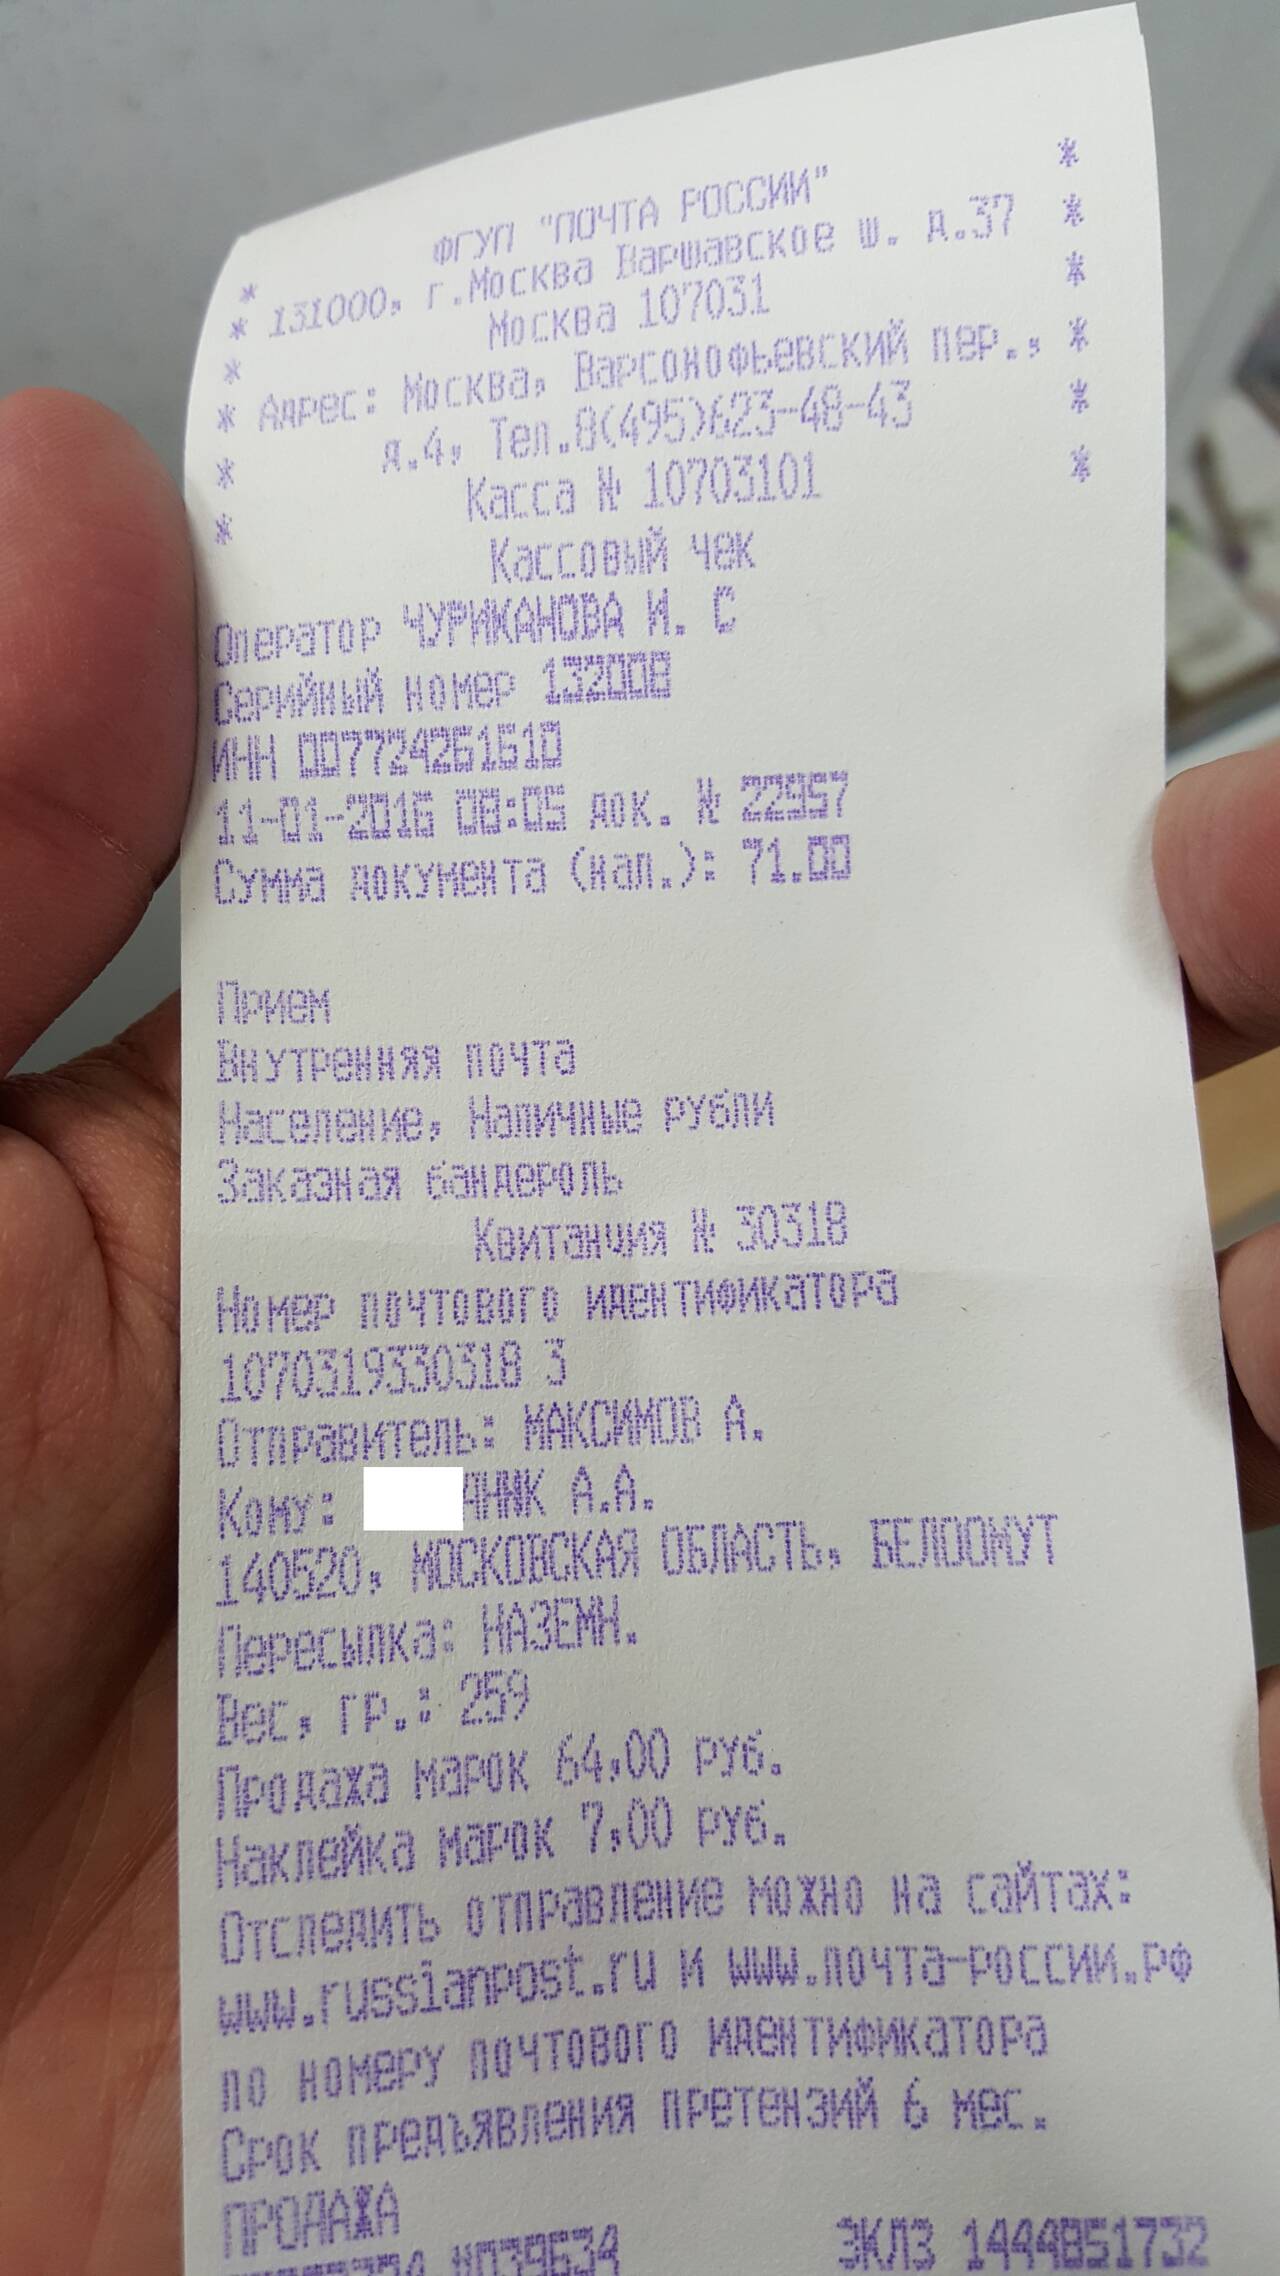 * ФГУП "ПОЧТА РОССИИ" *
* 131000, г.Москва Варшавское ш. д.37 *
* Москва 107031 *
* Адрес: Москва, Варсонофьевский пер., *
* д.4, Тел.8(495)623-48-43 *
* Касса № 10703101 *
Кассовый чек
Оператор ЧУРИКАНОВА И. С
Серийный номер 132008
ИНН 007724261610
11-01-2016 08:05 док. № 22957
Сумма документа (нал.): 71.00
Прием
Внутренняя почта
Население, Наличные рубли
Заказная бандероль
Квитанция № 30318
Номер почтового идентификатора
1070319330318 3
Отправитель: МАКСИМОВ А.
Кому: ДНИК А.А.
140520, МОСКОВСКАЯ ОБЛАСТЬ, БЕЛООМУТ
Пересылка: НАЗЕМН.
Вес, гр.: 259
Продажа марок 64,00 руб.
Наклейка марок 7,00 руб.
Отследить отправление можно на сайтах:
www.russianpost.ru и www.почта-россии.рф
по номеру почтового идентификатора
Срок предъявления претензий 6 мес.
ПРОДАЖА
ЭКЛЗ 1444851732